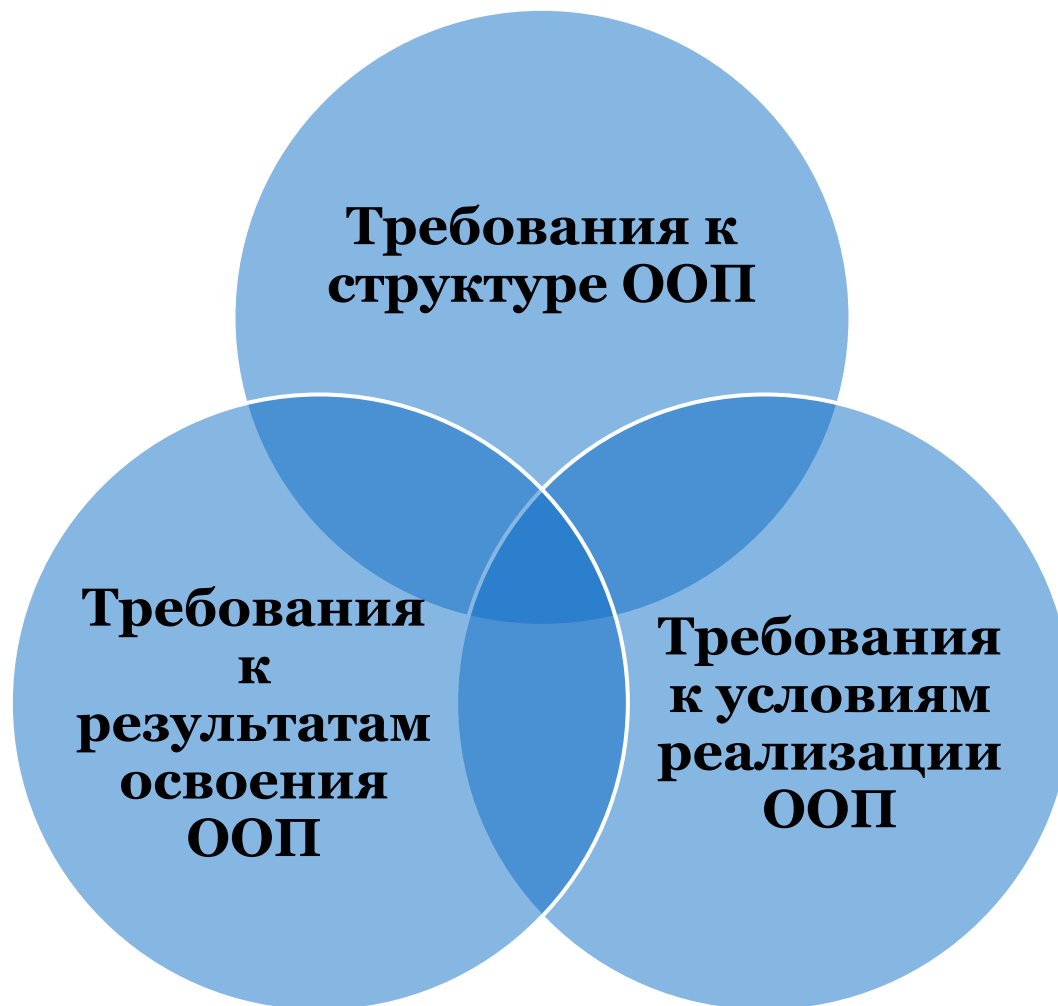 Требования к
структуре ООП
Требования
к
результатам
освоения
ООП
Требования
к условиям
реализации
ООП